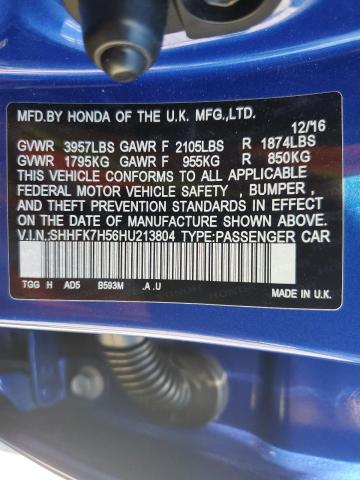 MFD.BY HONDA OF THE U.K. MFG.,LTD.
12/16
GVWR 3957LBS GAWR F 2105LBS R 1874LBS
GVWR 1795KG GAWR F 955KG R 850KG
THIS VEHICLE CONFORMS TO ALL APPLICABLE
FEDERAL MOTOR VEHICLE SAFETY , BUMPER ,
AND THEFT PREVENTION STANDARDS IN EFFECT
ON THE DATE OF MANUFACTURE SHOWN ABOVE.
V.I.N.:SHHFK7H56HU213804 TYPE:PASSENGER CAR
TGG H AD5 B593M .A .U MADE IN U.K.